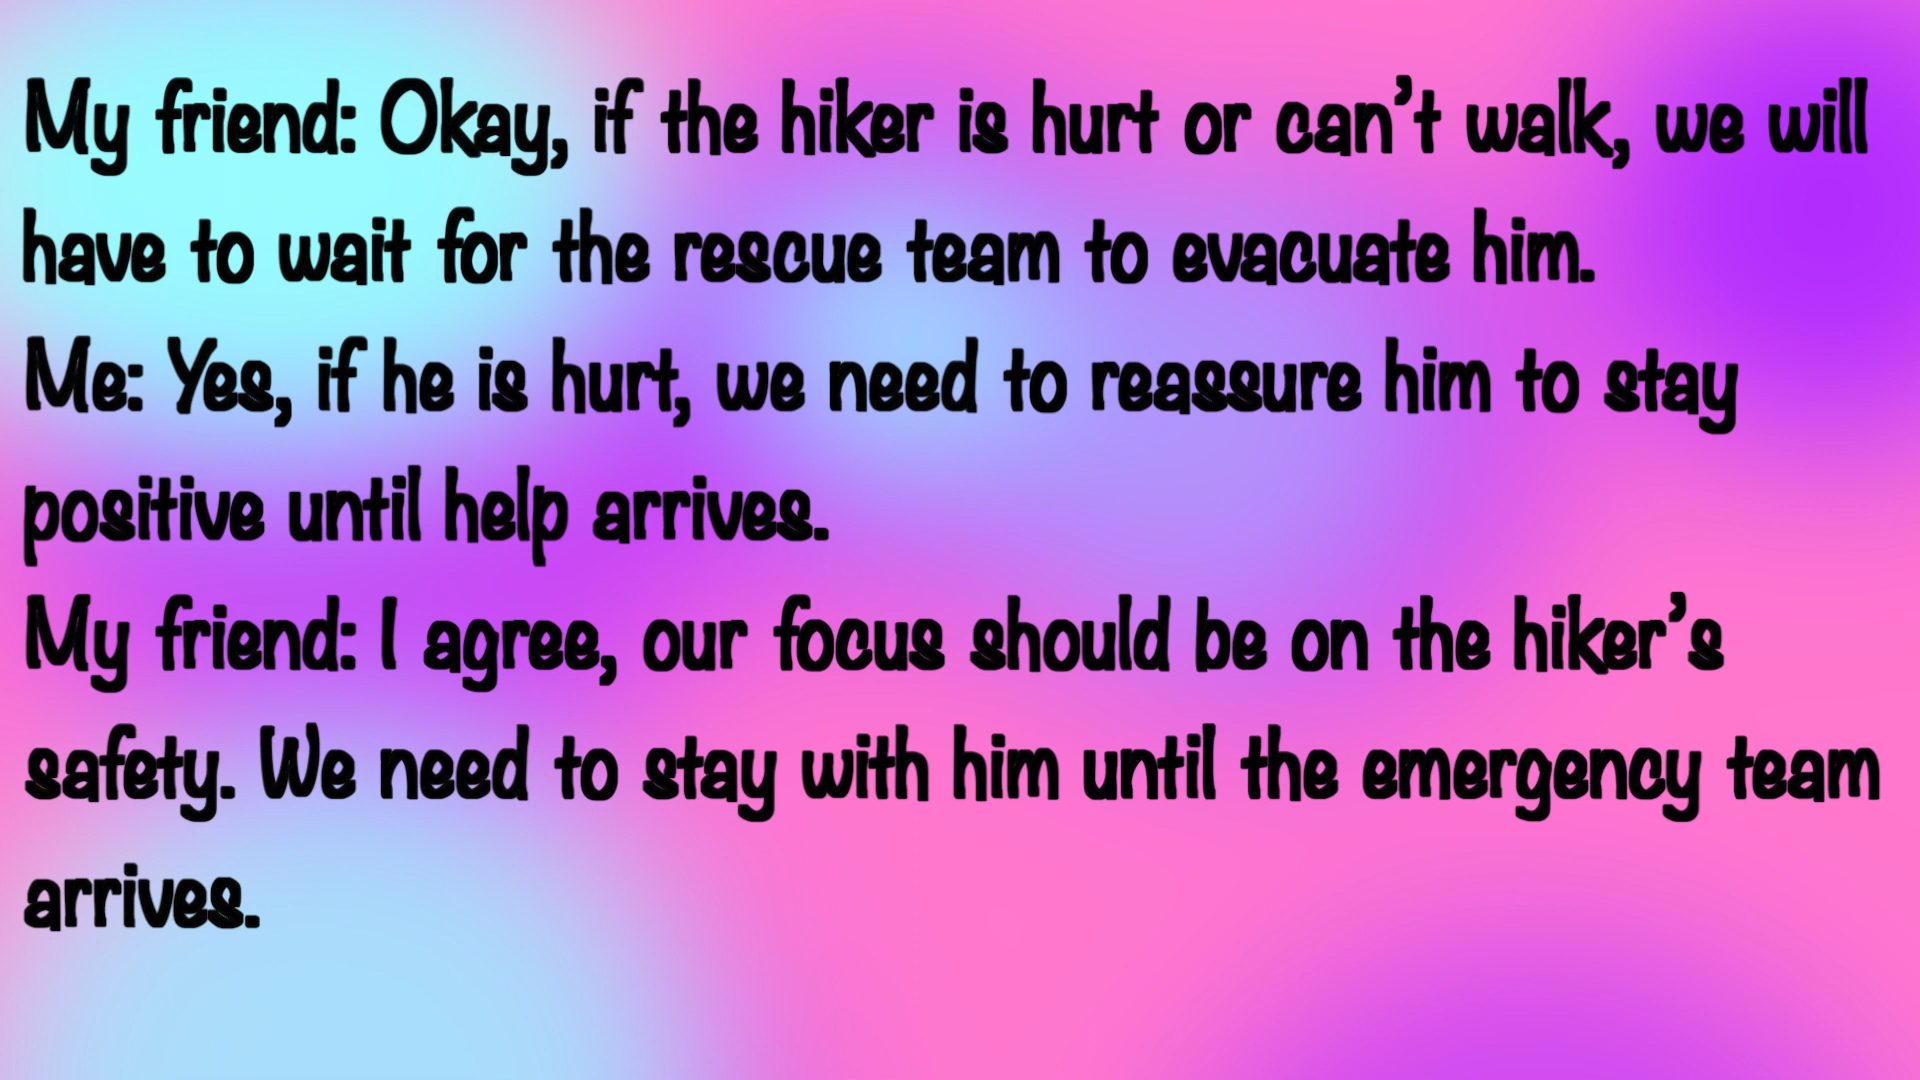 My friend: Okay, if the hiker is hurt or can't walk, we will
have to wait for the rescue team to evacuate him.
Me: Yes, if he is hurt, we need to reassure him to stay
positive until help arrives.
My friend: I agree, our focus should be on the hiker's
safety. We need to stay with him until the emergency team
arrives.